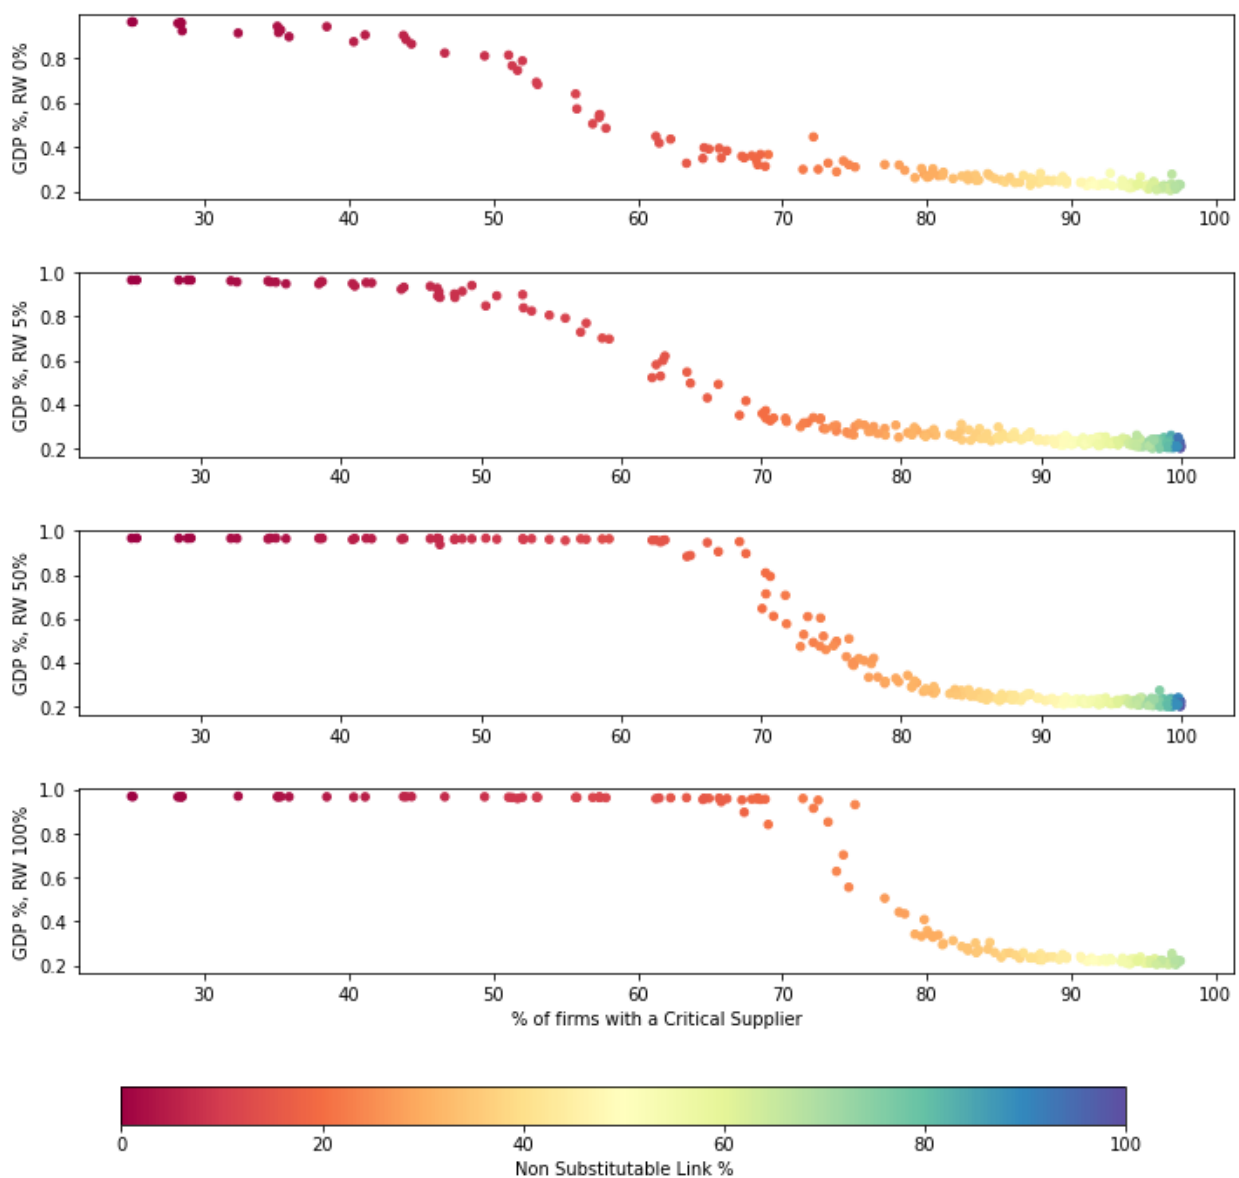 GDP %, RW 0%
0.8
0.6
0.4
0.2
30 40 50 60 70 80 90 100
GDP %, RW 5%
1.0
0.8
0.6
0.4
0.2
30 40 50 60 70 80 90 100
GDP %, RW 50%
1.0
0.8
0.6
0.4
0.2
30 40 50 60 70 80 90 100
GDP %, RW 100%
1.0
0.8
0.6
0.4
0.2
30 40 50 60 70 80 90 100
% of firms with a Critical Supplier
0 20 40 60 80 100
Non Substitutable Link %